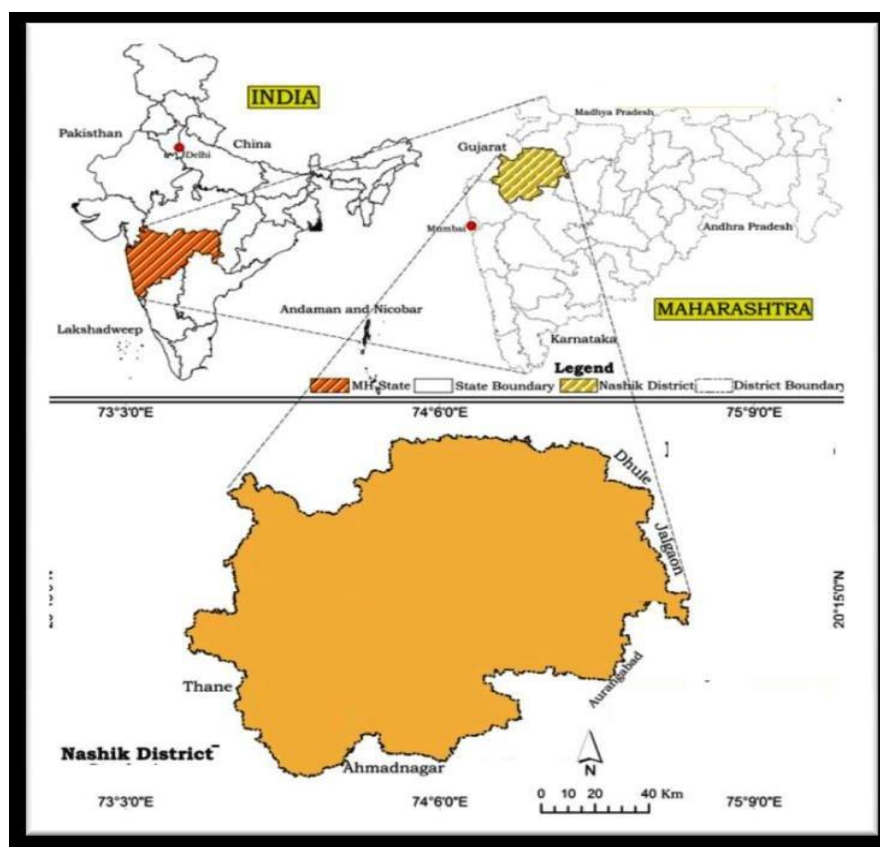 INDIA
Pakisthan
China
Delhi
Lakshadweep
Andaman and Nicobar
Madhya Pradesh
Gujarat
Mumbai
Andhra Pradesh
MAHARASHTRA
Karnataka
Legend
MH State
State Boundary
Nashik District
District Boundary
73°3'0"E
74°6'0"E
75°9'0"E
Dhule
Jalgaon
20°15'0"N
Aurangabad
Thane
Ahmadnagar
Nashik District
N
0 10 20 40 Km
73°3'0"E
74°6'0"E
75°9'0"E